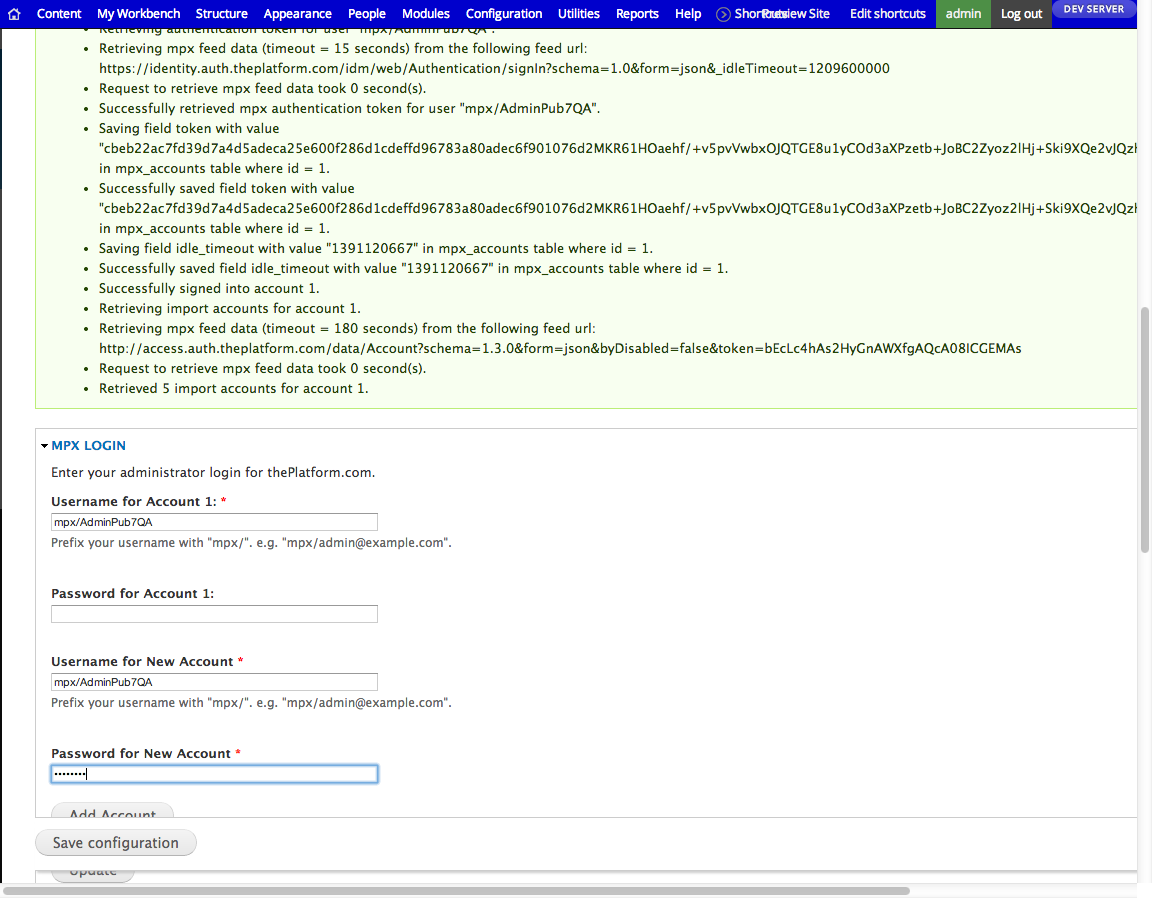 Content My Workbench Structure Appearance People Modules Configuration Utilities Reports Help Shortcuts Preview Site Edit shortcuts admin Log out DEV SERVER
Retrieving authentication token for user "mpx/AdminPub7QA".
Retrieving mpx feed data (timeout = 15 seconds) from the following feed url:
https://identity.auth.theplatform.com/idm/web/Authentication/signIn?schema=1.0&form=json&_idleTimeout=1209600000
Request to retrieve mpx feed data took 0 second(s).
Successfully retrieved mpx authentication token for user "mpx/AdminPub7QA".
Saving field token with value
"cbeb22ac7fd39d7a4d5adeca25e600f286d1cdeffd96783a80adec6f901076d2MKR61HOaehf/+v5pvVwbxOJQTGE8u1yCOd3aXPzetb+JoBC2Zyoz2lHj+Ski9XQe2vJQzh
in mpx_accounts table where id = 1.
Successfully saved field token with value
"cbeb22ac7fd39d7a4d5adeca25e600f286d1cdeffd96783a80adec6f901076d2MKR61HOaehf/+v5pvVwbxOJQTGE8u1yCOd3aXPzetb+JoBC2Zyoz2lHj+Ski9XQe2vJQzh
in mpx_accounts table where id = 1.
Saving field idle_timeout with value "1391120667" in mpx_accounts table where id = 1.
Successfully saved field idle_timeout with value "1391120667" in mpx_accounts table where id = 1.
Successfully signed into account 1.
Retrieving import accounts for account 1.
Retrieving mpx feed data (timeout = 180 seconds) from the following feed url:
http://access.auth.theplatform.com/data/Account?schema=1.3.0&form=json&byDisabled=false&token=bEcLc4hAs2HyGnAWXfgAQcA08ICGEMAs
Request to retrieve mpx feed data took 0 second(s).
Retrieved 5 import accounts for account 1.
MPX LOGIN
Enter your administrator login for thePlatform.com.
Username for Account 1: *
mpx/AdminPub7QA
Prefix your username with "mpx/". e.g. "mpx/admin@example.com".
Password for Account 1:
Username for New Account *
mpx/AdminPub7QA
Prefix your username with "mpx/". e.g. "mpx/admin@example.com".
Password for New Account *
Add Account
Save configuration
Update